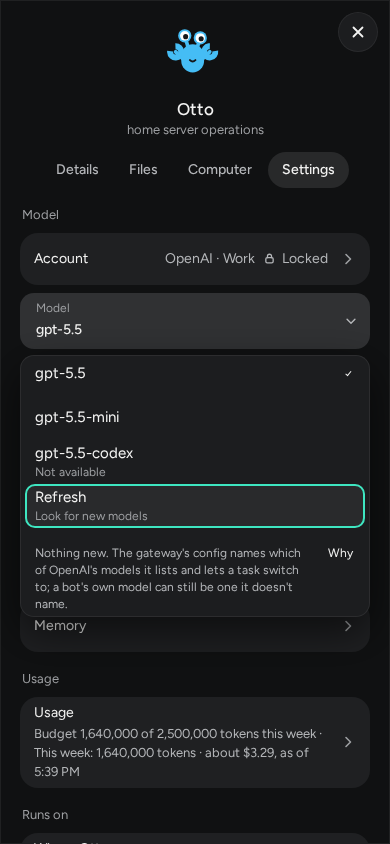 Otto
home server operations
Details Files Computer Settings
Model
Account OpenAI · Work Locked
Model
gpt-5.5
gpt-5.5
gpt-5.5-mini
gpt-5.5-codex
Not available
Refresh
Look for new models
Nothing new. The gateway's config names which Why
of OpenAI's models it lists and lets a task switch
to; a bot's own model can still be one it doesn't
name.
Memory
Usage
Usage
Budget 1,640,000 of 2,500,000 tokens this week ·
This week: 1,640,000 tokens · about $3.29, as of
5:39 PM
Runs on